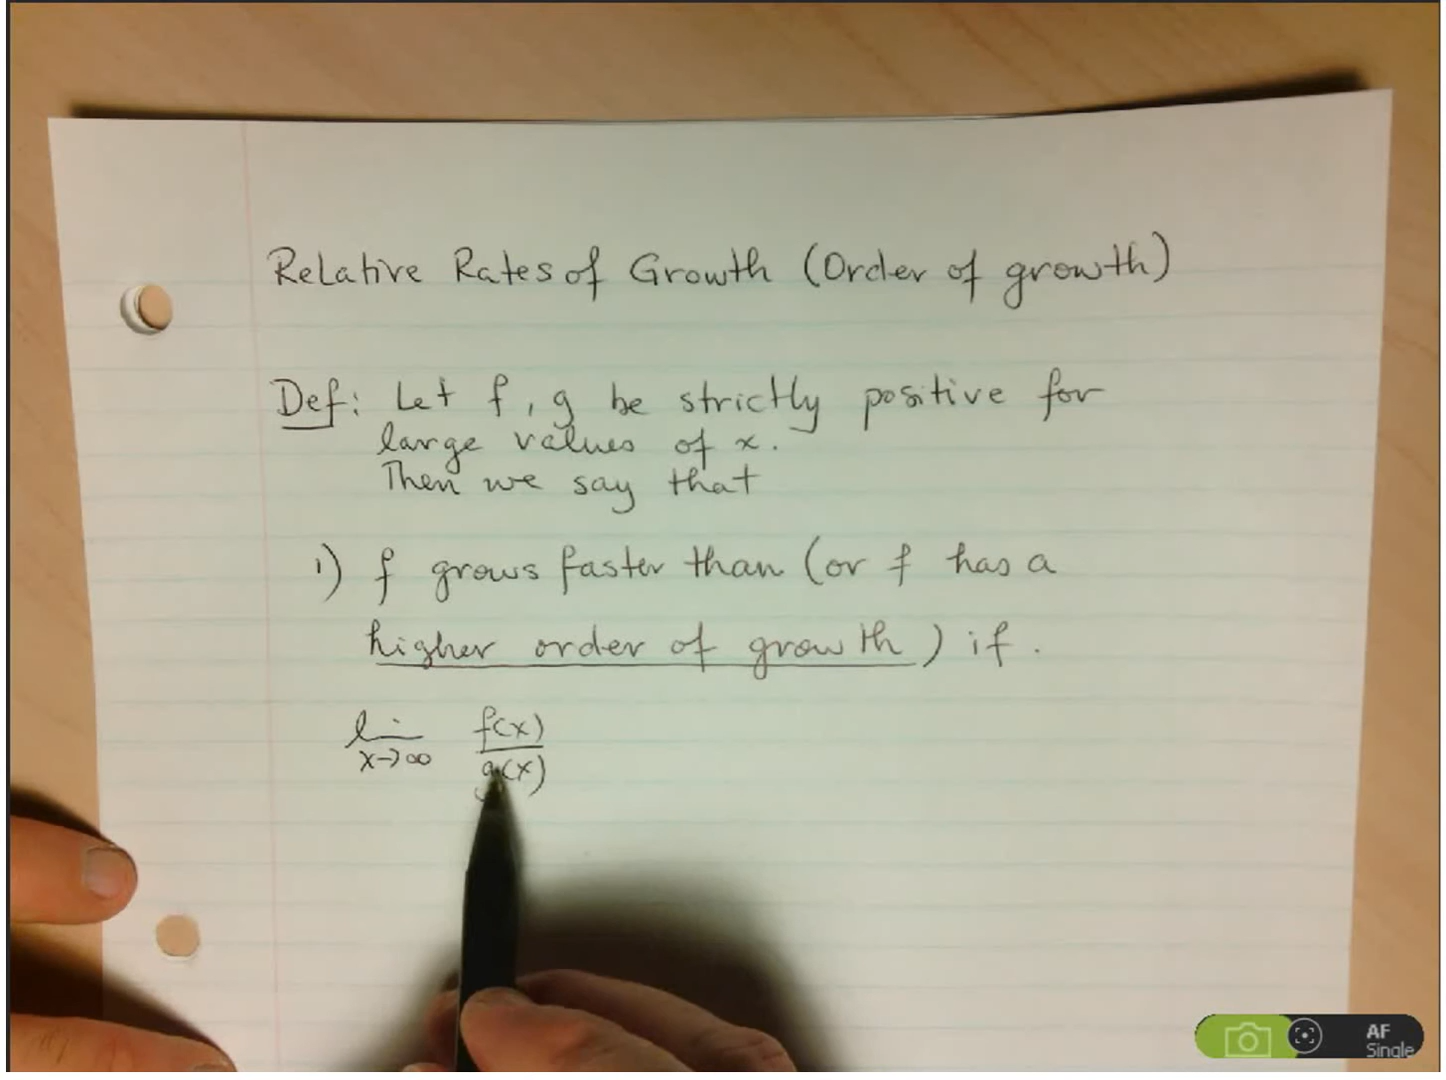 Relative Rates of Growth (Order of growth)
Def: Let f, g be strictly positive for
large values of x.
Then we say that
1) f grows faster than (or f has a
higher order of growth) if.
lim x→∞ f(x)/g(x)
AF
Single